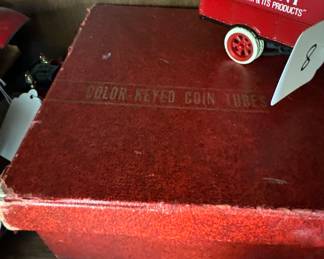 ITS PRODUCTS"
COLOR-KEYED COIN TUBES
8